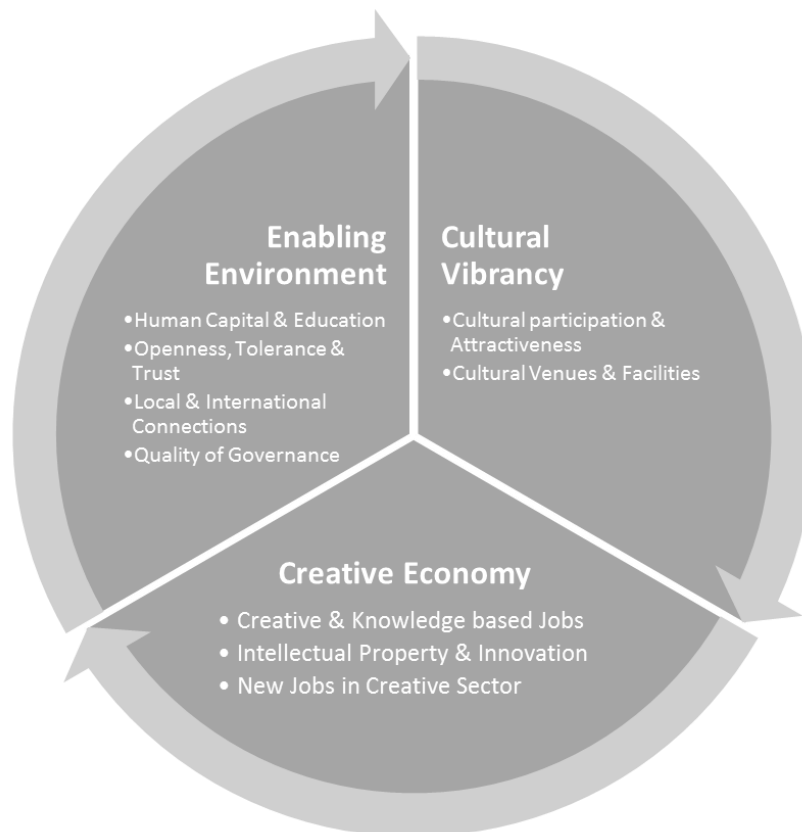 Enabling
Environment
•Human Capital & Education
•Openness, Tolerance &
Trust
•Local & International
Connections
•Quality of Governance
Cultural
Vibrancy
•Cultural participation &
Attractiveness
•Cultural Venues & Facilities
Creative Economy
• Creative & Knowledge based Jobs
• Intellectual Property & Innovation
• New Jobs in Creative Sector